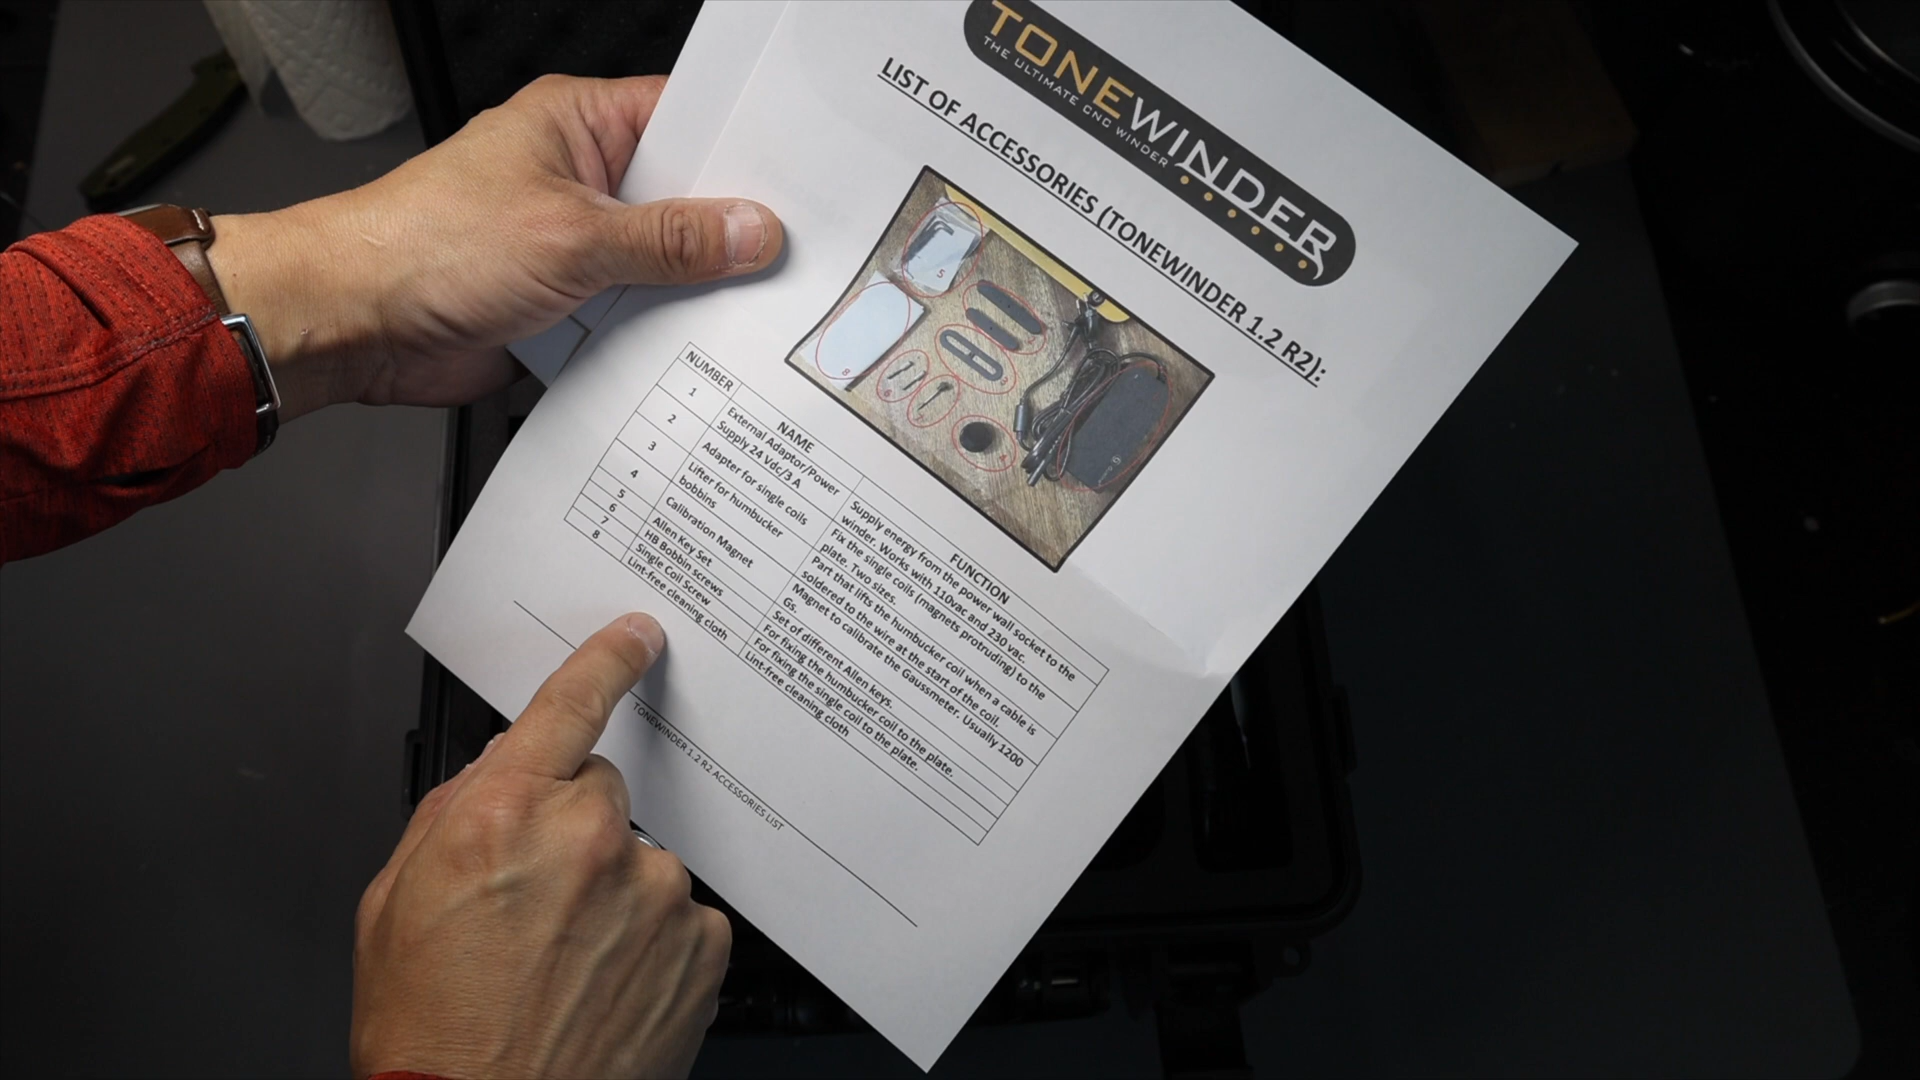 TONEWINDER
THE ULTIMATE CNC WINDER
LIST OF ACCESSORIES (TONEWINDER 1.2 R2):
5
8
6
3
NUMBER NAME FUNCTION
1 External Adaptor/Power Supply energy from the power wall socket to the
Supply 24 Vdc/3 A winder. Works with 110vac and 230 vac.
2 Adapter for single coils Fix the single coils (magnets protruding) to the
plate. Two sizes.
3 Lifter for humbucker Part that lifts the humbucker coil when a cable is
bobbins soldered to the wire at the start of the coil.
4 Calibration Magnet Magnet to calibrate the Gaussmeter. Usually 1200
Gs.
5 Allen Key Set Set of different Allen keys.
6 HB Bobbin screws For fixing the humbucker coil to the plate.
7 Single Coil Screw For fixing the single coil to the plate.
8 Lint-free cleaning cloth Lint-free cleaning cloth
TONEWINDER 1.2 R2 ACCESSORIES LIST